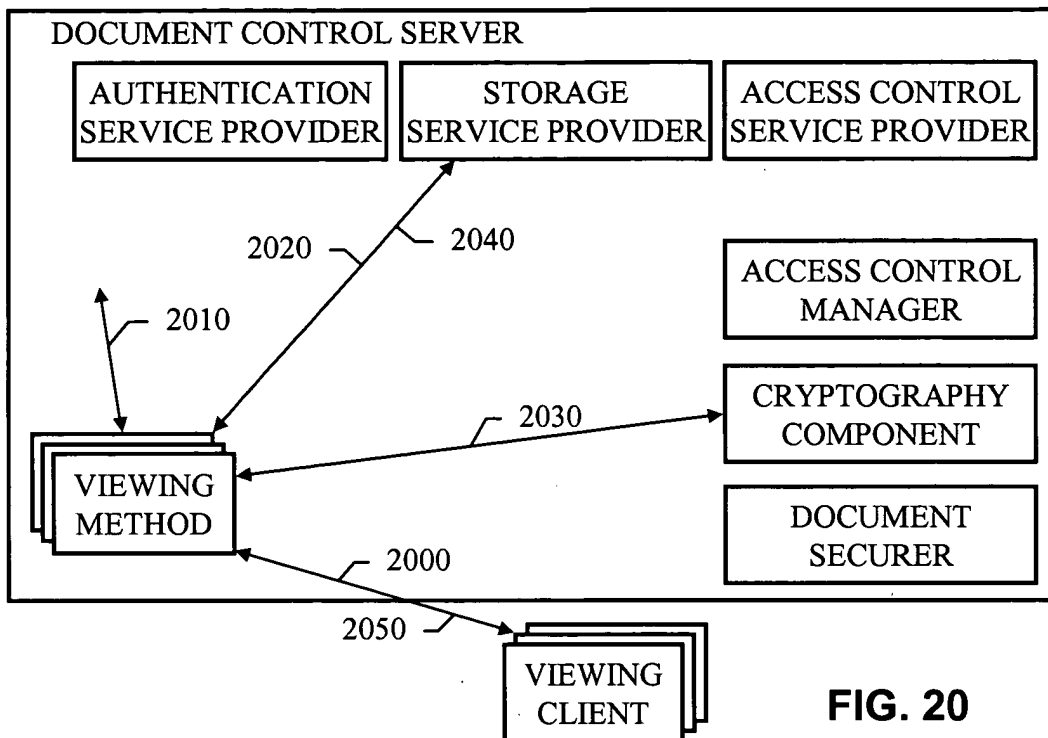 DOCUMENT CONTROL SERVER
AUTHENTICATION
SERVICE PROVIDER
STORAGE
SERVICE PROVIDER
ACCESS CONTROL
SERVICE PROVIDER
2020
2040
ACCESS CONTROL
MANAGER
2010
CRYPTOGRAPHY
COMPONENT
2030
VIEWING
METHOD
DOCUMENT
SECURER
2000
2050
VIEWING
CLIENT
FIG. 20